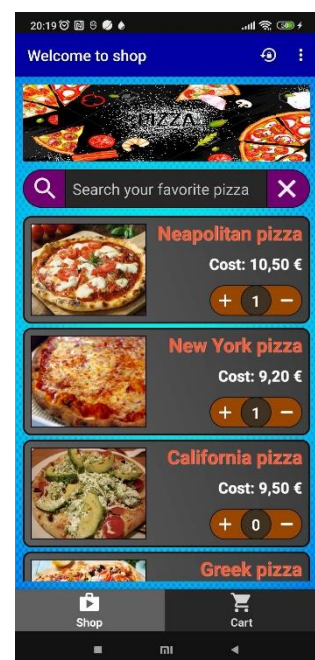 20:19
Welcome to shop
PIZZA
Search your favorite pizza
Neapolitan pizza
Cost: 10,50 €
+ 1 −
New York pizza
Cost: 9,20 €
+ 1 −
California pizza
Cost: 9,50 €
+ 0 −
Greek pizza
Shop Cart